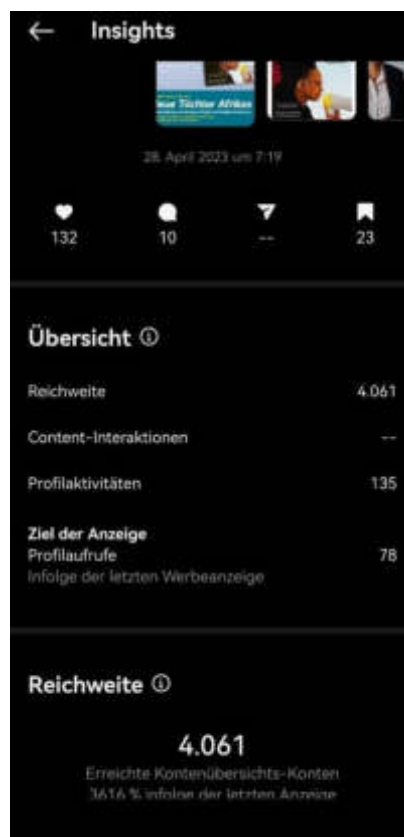 Insights
Neue Töchter Afrikas
28. April 2023 um 7:19
132 10 -- 23
Übersicht
Reichweite 4.061
Content-Interaktionen --
Profilaktivitäten 135
Ziel der Anzeige
Profilaufrufe 78
Infolge der letzten Werbeanzeige
Reichweite
4.061
Erreichte Kontenübersichts-Konten
3616 % infolge der letzten Anzeige